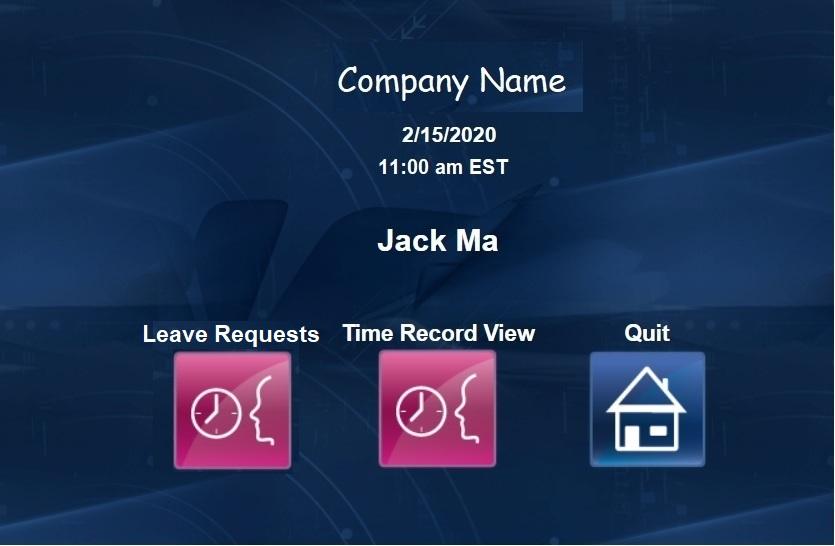 Company Name
2/15/2020
11:00 am EST
Jack Ma
Leave Requests Time Record View Quit